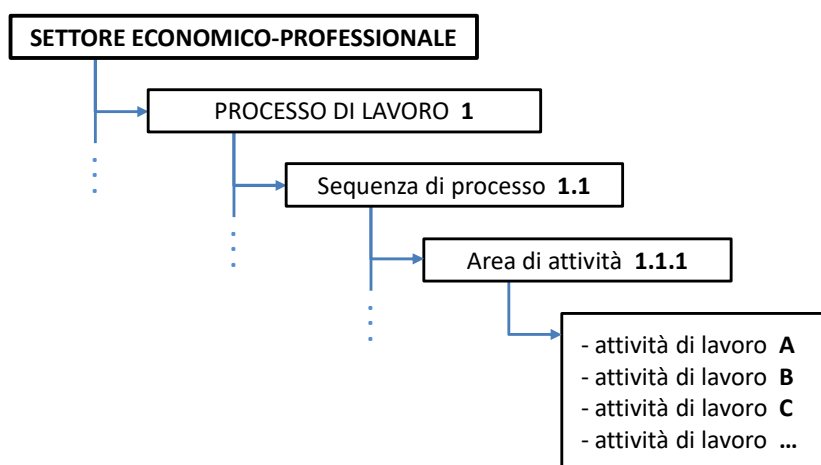 SETTORE ECONOMICO-PROFESSIONALE
PROCESSO DI LAVORO 1
Sequenza di processo 1.1
Area di attività 1.1.1
- attività di lavoro A
- attività di lavoro B
- attività di lavoro C
- attività di lavoro ...